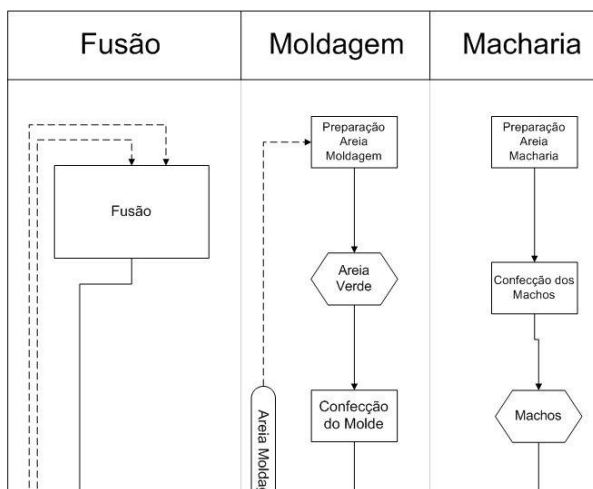 Fusão
Moldagem
Macharia
Preparação
Areia
Moldagem
Preparação
Areia
Macharia
Fusão
Areia
Verde
Confecção dos
Machos
Confecção
do Molde
Machos
Areia